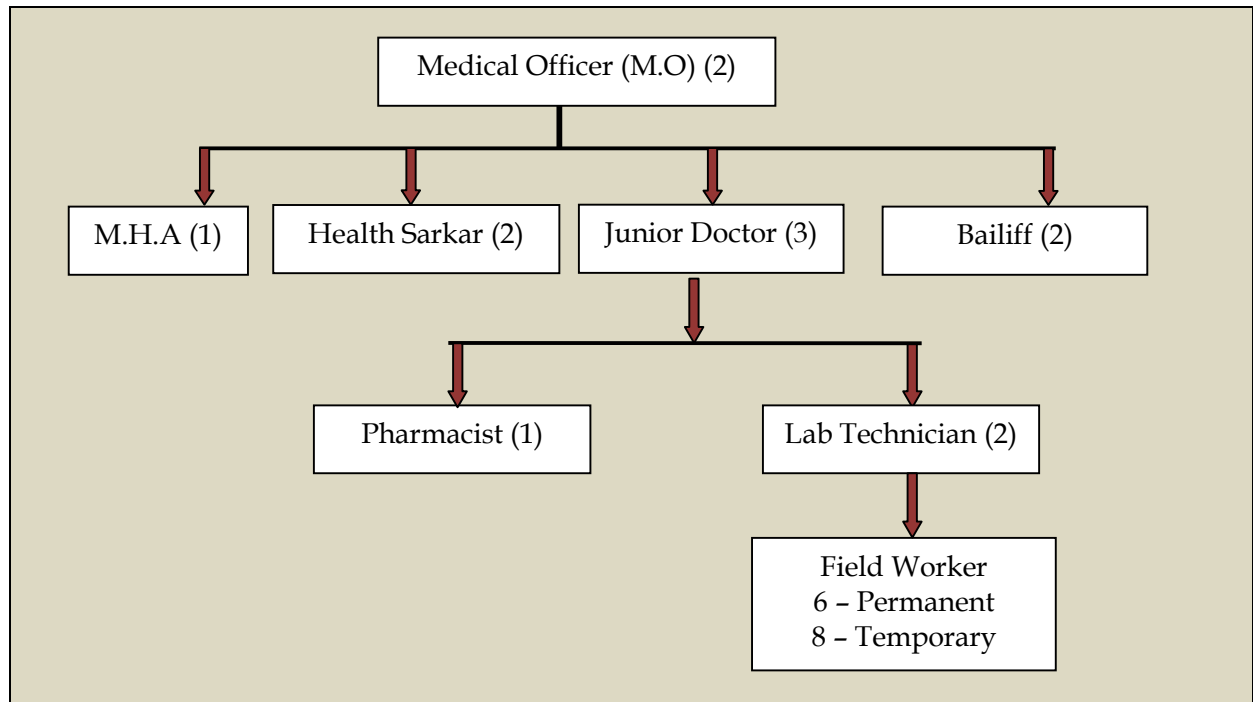 Medical Officer (M.O) (2)
M.H.A (1)
Health Sarkar (2)
Junior Doctor (3)
Bailiff (2)
Pharmacist (1)
Lab Technician (2)
Field Worker
6 – Permanent
8 – Temporary